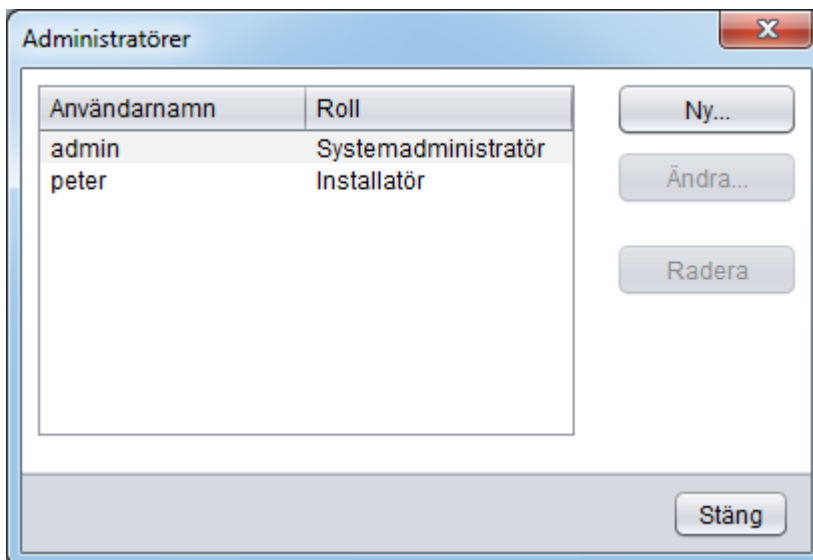 Administratörer
Användarnamn Roll
admin Systemadministratör
peter Installatör
Ny...
Ändra...
Radera
Stäng